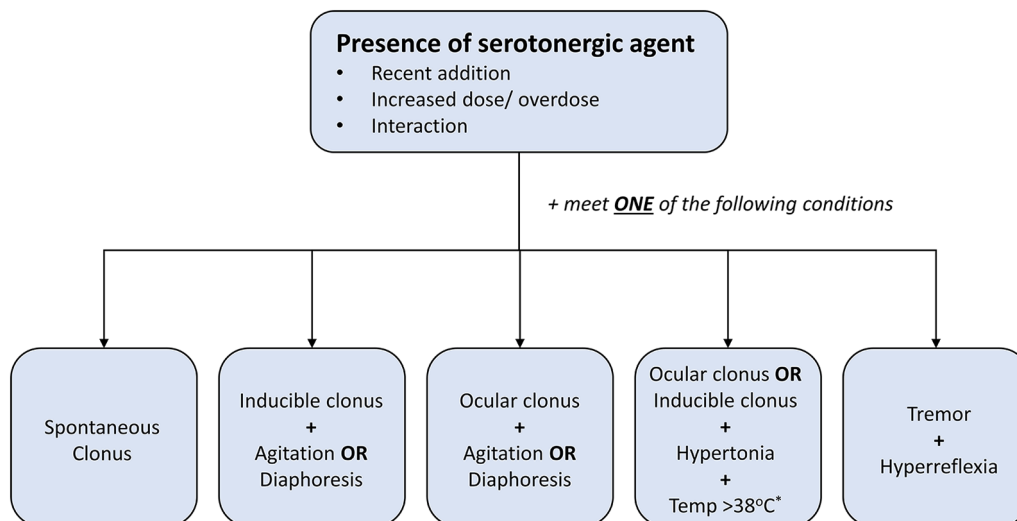 Presence of serotonergic agent
• Recent addition
• Increased dose/ overdose
• Interaction
+ meet ONE of the following conditions
Spontaneous
Clonus
Inducible clonus
+
Agitation OR
Diaphoresis
Ocular clonus
+
Agitation OR
Diaphoresis
Ocular clonus OR
Inducible clonus
+
Hypertonia
+
Temp >38ºC*
Tremor
+
Hyperreflexia